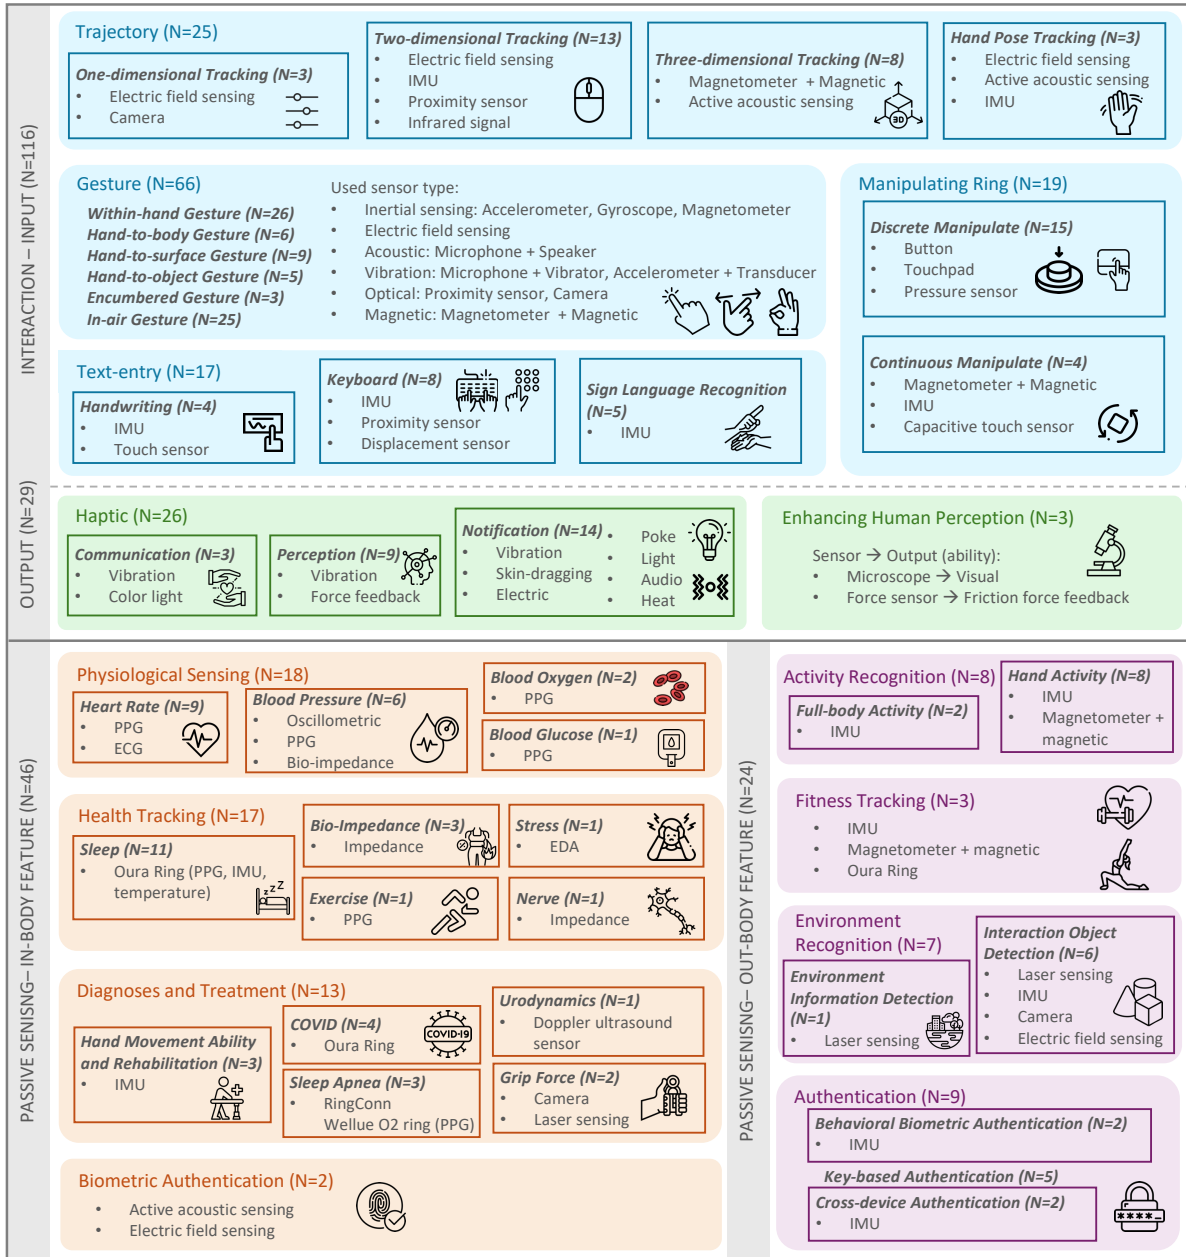 INTERACTION – INPUT (N=116)
Trajectory (N=25)
One-dimensional Tracking (N=3)
• Electric field sensing
• Camera
Two-dimensional Tracking (N=13)
• Electric field sensing
• IMU
• Proximity sensor
• Infrared signal
Three-dimensional Tracking (N=8)
• Magnetometer + Magnetic
• Active acoustic sensing
3D
Hand Pose Tracking (N=3)
• Electric field sensing
• Active acoustic sensing
• IMU
Gesture (N=66)
Within-hand Gesture (N=26)
Hand-to-body Gesture (N=6)
Hand-to-surface Gesture (N=9)
Hand-to-object Gesture (N=5)
Encumbered Gesture (N=3)
In-air Gesture (N=25)
Used sensor type:
• Inertial sensing: Accelerometer, Gyroscope, Magnetometer
• Electric field sensing
• Acoustic: Microphone + Speaker
• Vibration: Microphone + Vibrator, Accelerometer + Transducer
• Optical: Proximity sensor, Camera
• Magnetic: Magnetometer + Magnetic
Manipulating Ring (N=19)
Discrete Manipulate (N=15)
• Button
• Touchpad
• Pressure sensor
Continuous Manipulate (N=4)
• Magnetometer + Magnetic
• IMU
• Capacitive touch sensor
Text-entry (N=17)
Handwriting (N=4)
• IMU
• Touch sensor
Keyboard (N=8)
• IMU
• Proximity sensor
• Displacement sensor
Sign Language Recognition
(N=5)
• IMU
OUTPUT (N=29)
Haptic (N=26)
Communication (N=3)
• Vibration
• Color light
Perception (N=9)
• Vibration
• Force feedback
Notification (N=14)
• Vibration
• Skin-dragging
• Electric
• Poke
• Light
• Audio
• Heat
Enhancing Human Perception (N=3)
Sensor → Output (ability):
• Microscope → Visual
• Force sensor → Friction force feedback
PASSIVE SENISNG– IN-BODY FEATURE (N=46)
Physiological Sensing (N=18)
Heart Rate (N=9)
• PPG
• ECG
Blood Pressure (N=6)
• Oscillometric
• PPG
• Bio-impedance
Blood Oxygen (N=2)
• PPG
Blood Glucose (N=1)
• PPG
Health Tracking (N=17)
Sleep (N=11)
• Oura Ring (PPG, IMU,
temperature)
z z Z
Bio-Impedance (N=3)
• Impedance
Stress (N=1)
• EDA
Exercise (N=1)
• PPG
Nerve (N=1)
• Impedance
Diagnoses and Treatment (N=13)
Hand Movement Ability
and Rehabilitation (N=3)
• IMU
COVID (N=4)
• Oura Ring
COVID-19
Sleep Apnea (N=3)
• RingConn
• Wellue O2 ring (PPG)
Urodynamics (N=1)
• Doppler ultrasound
sensor
Grip Force (N=2)
• Camera
• Laser sensing
Biometric Authentication (N=2)
• Active acoustic sensing
• Electric field sensing
PASSIVE SENISNG– OUT-BODY FEATURE (N=24)
Activity Recognition (N=8)
Full-body Activity (N=2)
• IMU
Hand Activity (N=8)
• IMU
• Magnetometer +
magnetic
Fitness Tracking (N=3)
• IMU
• Magnetometer + magnetic
• Oura Ring
Environment
Recognition (N=7)
Environment
Information Detection
(N=1)
• Laser sensing
Interaction Object
Detection (N=6)
• Laser sensing
• IMU
• Camera
• Electric field sensing
Authentication (N=9)
Behavioral Biometric Authentication (N=2)
• IMU
Key-based Authentication (N=5)
Cross-device Authentication (N=2)
• IMU
****_